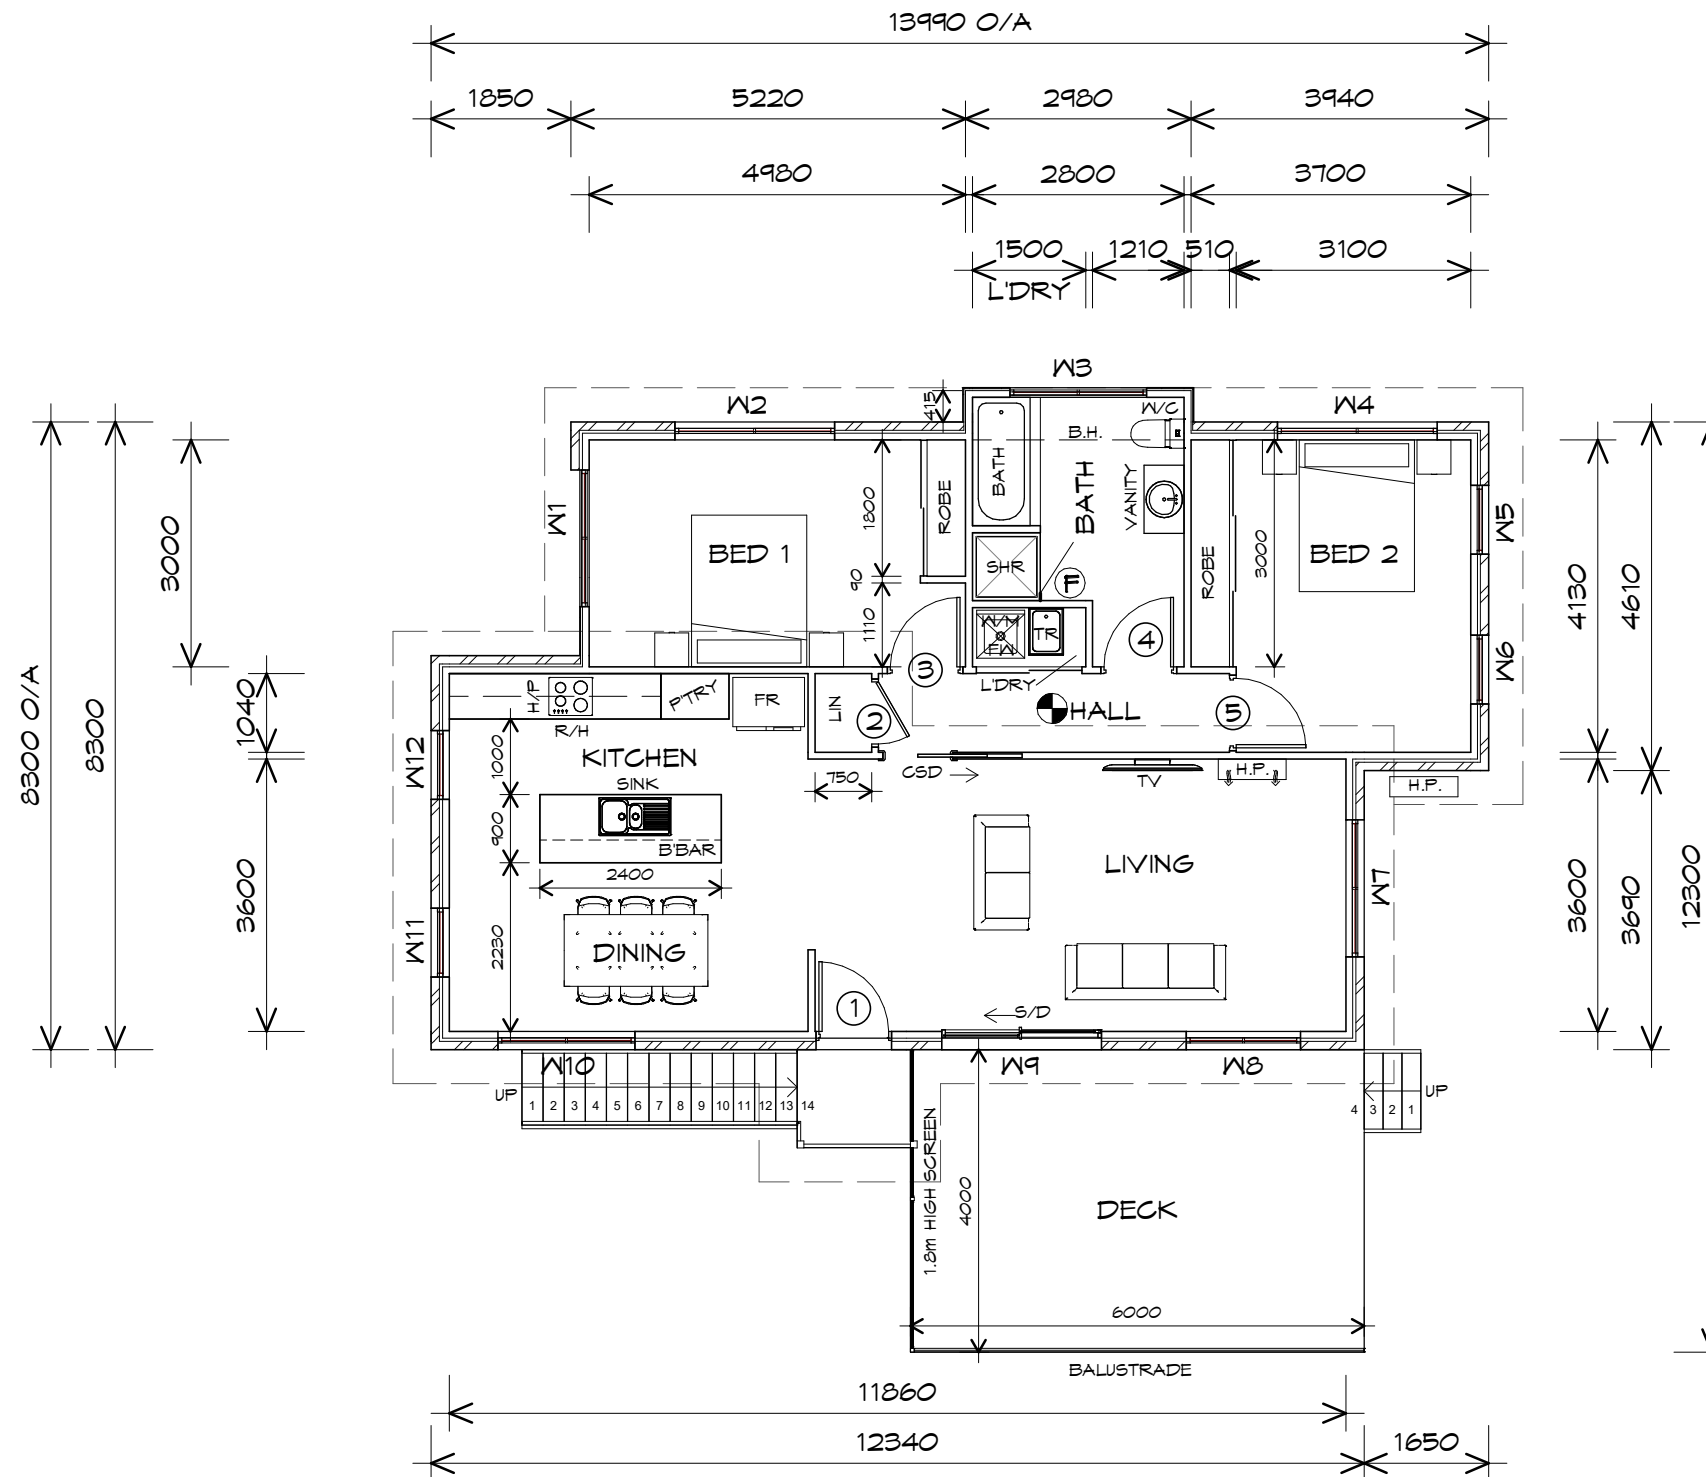 13990 O/A
1850 5220 2980 3940
4980 2800 3700
1500 1210 510 3100
L'DRY
W3
W2 415 W/C W4
B.H.
BATH BATH VANITY
W1 1800 ROBE W5
3000 BED 1 SHR ROBE 3000 BED 2 4130 4610
90 F
1110 W/M FW TR 4 W6
3 L'DRY
8300 O/A 8300 1040 H/P P'TRY FR LIN 2 HALL 5
R/H
W12 1000 KITCHEN CSD TV H.P. H.P.
SINK 750
900 B'BAR
2400 LIVING
3600 W7 3600 3690 12300
W11 2230 DINING
1 S/D
W10 W9 W8
UP 1 2 3 4 5 6 7 8 9 10 11 12 13 14 4 3 2 1 UP
1.8m HIGH SCREEN 4000 DECK
6000
BALUSTRADE
11860
12340 1650